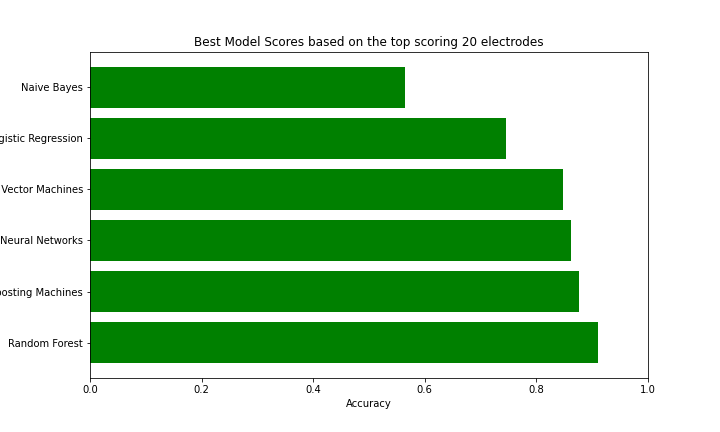 Best Model Scores based on the top scoring 20 electrodes
Naive Bayes
gistic Regression
Vector Machines
Neural Networks
osting Machines
Random Forest
0.0 0.2 0.4 0.6 0.8 1.0
Accuracy